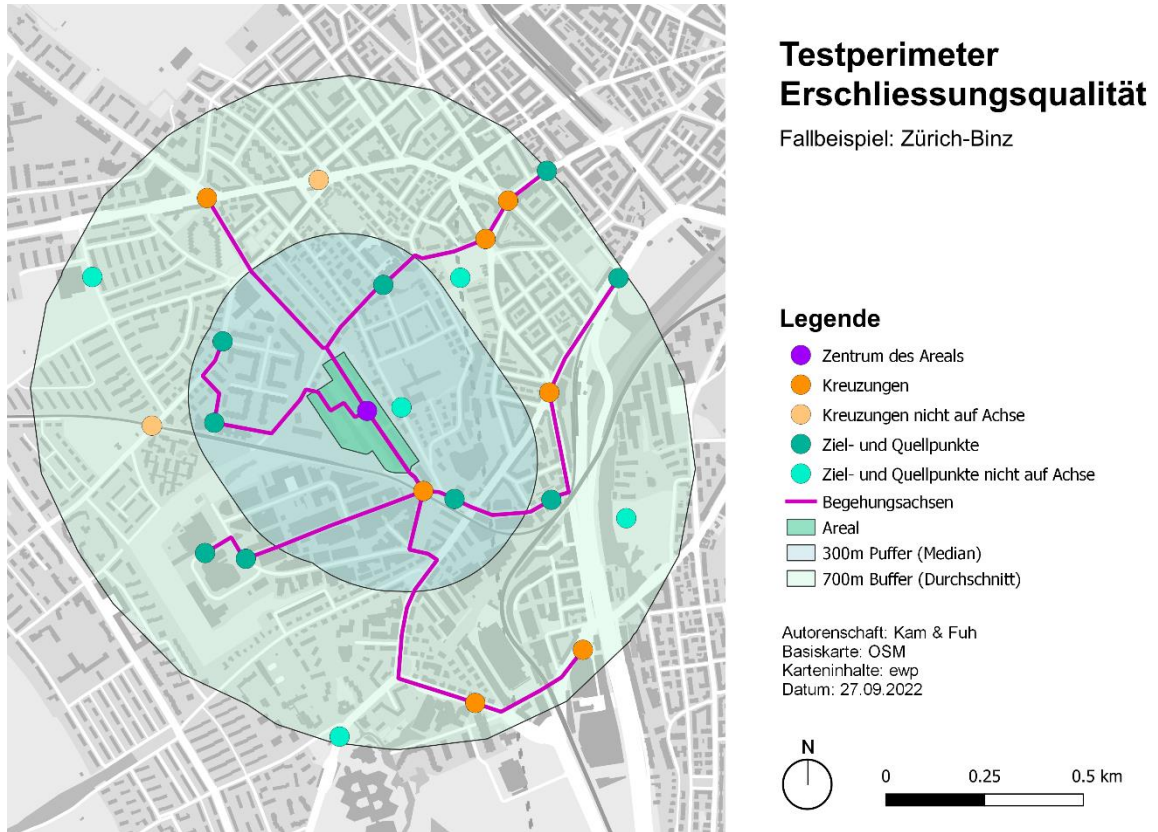 Testperimeter
Erschliessungsqualität
Fallbeispiel: Zürich-Binz
Legende
Zentrum des Areals
Kreuzungen
Kreuzungen nicht auf Achse
Ziel- und Quellpunkte
Ziel- und Quellpunkte nicht auf Achse
Begehungsachsen
Areal
300m Puffer (Median)
700m Buffer (Durchschnitt)
Autorenschaft: Kam & Fuh
Basiskarte: OSM
Karteninhalte: ewp
Datum: 27.09.2022
N
0 0.25 0.5 km